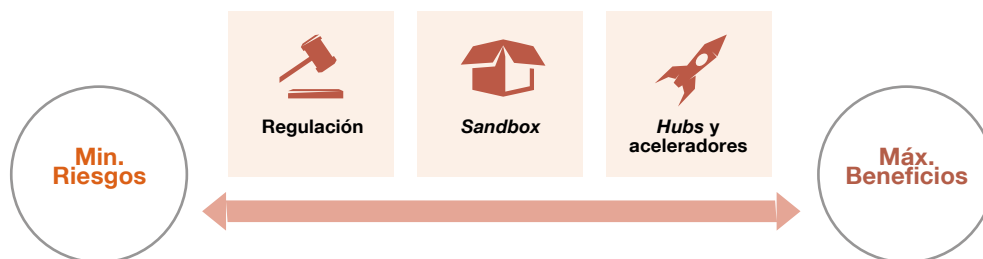 Min.
Riesgos
Regulación
Sandbox
Hubs y
aceleradores
Máx.
Beneficios